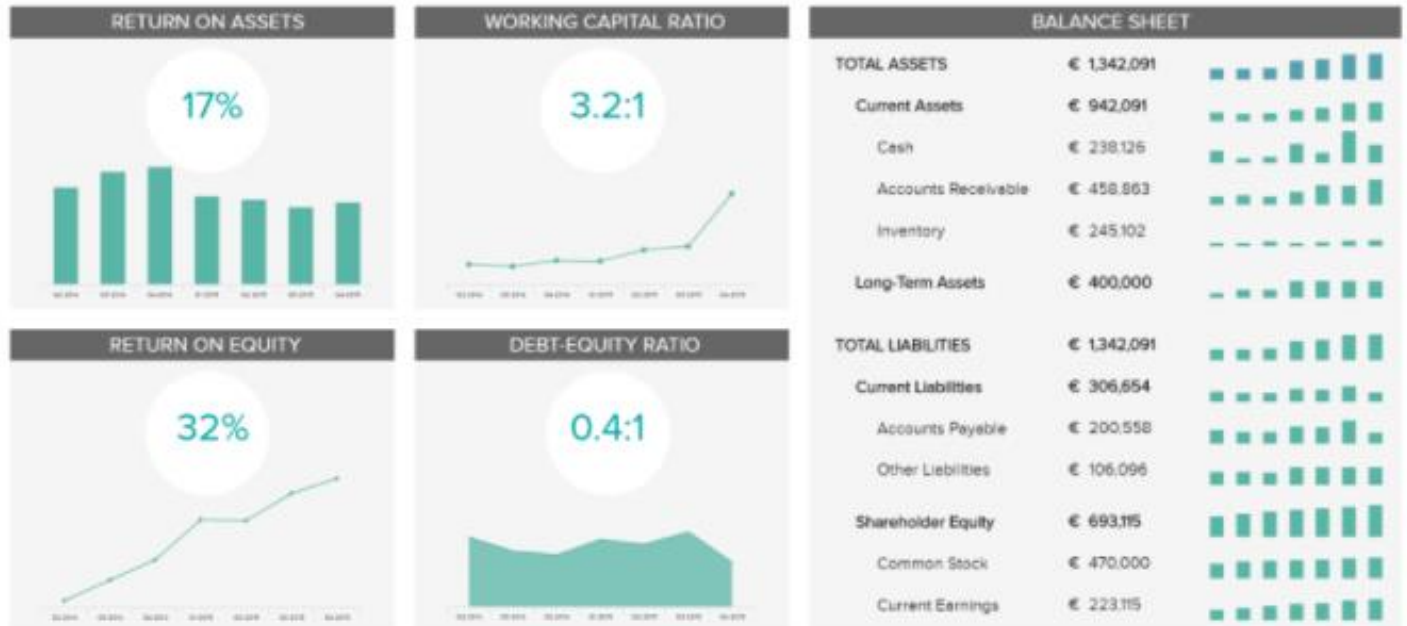 RETURN ON ASSETS
17%
WORKING CAPITAL RATIO
3.2:1
RETURN ON EQUITY
32%
DEBT-EQUITY RATIO
0.4:1
BALANCE SHEET
TOTAL ASSETS € 1,342,091
Current Assets € 942,091
Cash € 238,126
Accounts Receivable € 458,863
Inventory € 245,102
Long-Term Assets € 400,000
TOTAL LIABILITIES € 1,342,091
Current Liabilities € 306,654
Accounts Payable € 200,558
Other Liabilities € 106,096
Shareholder Equity € 693,115
Common Stock € 470,000
Current Earnings € 223,115